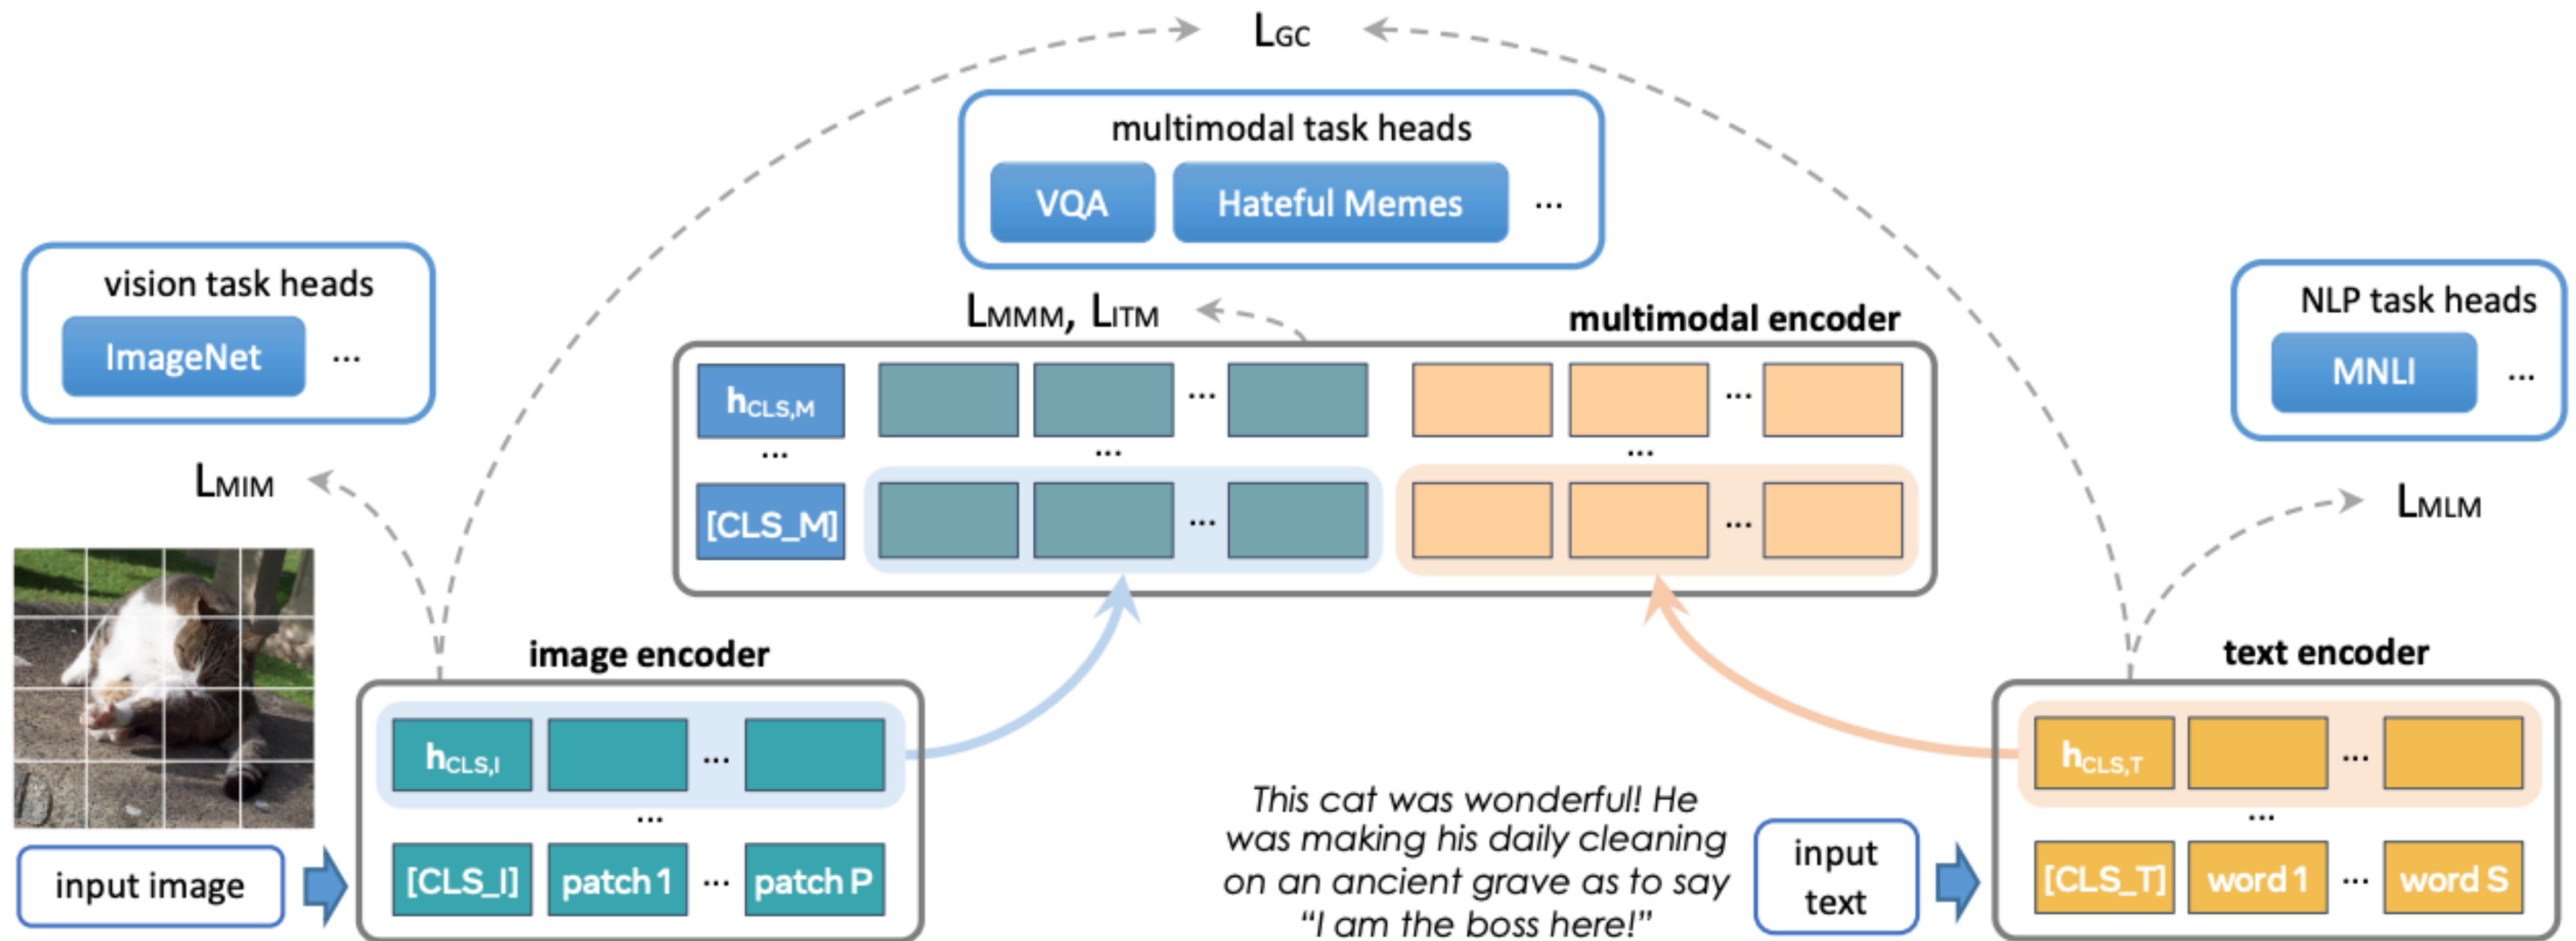 LGC
multimodal task heads
VQA Hateful Memes ...
vision task heads
ImageNet ...
NLP task heads
MNLI ...
LMMM, LITM
multimodal encoder
hCLS,M ... ...
... ... ...
[CLS_M] ... ...
LMIM
LMLM
image encoder
hCLS,I ...
...
[CLS_I] patch 1 ... patch P
input image
This cat was wonderful! He
was making his daily cleaning
on an ancient grave as to say
“I am the boss here!”
input
text
text encoder
hCLS,T ...
...
[CLS_T] word 1 ... word S